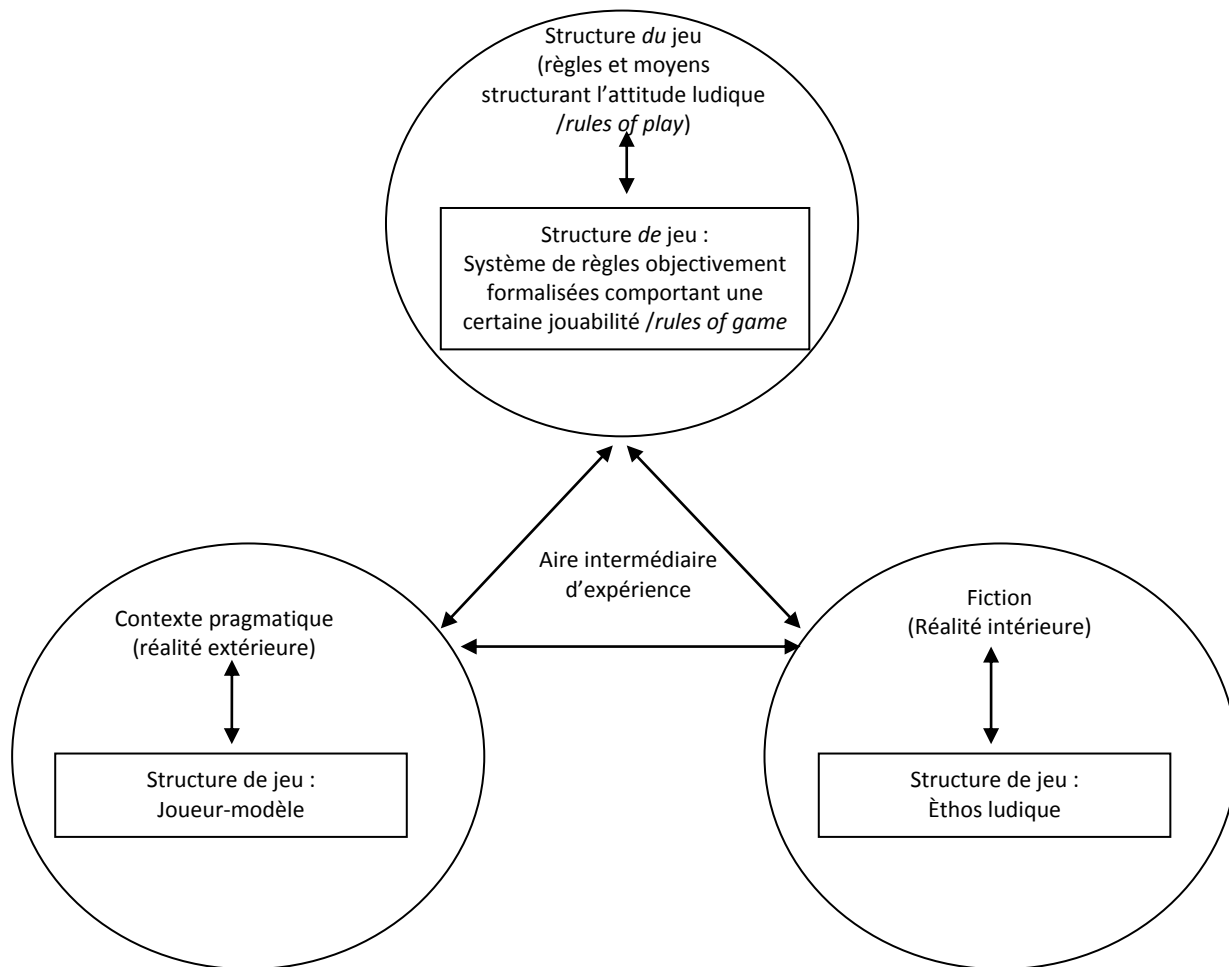 Structure du jeu
(règles et moyens
structurant l’attitude ludique
/rules of play)
Structure de jeu :
Système de règles objectivement
formalisées comportant une
certaine jouabilité /rules of game
Aire intermédiaire
d’expérience
Contexte pragmatique
(réalité extérieure)
Structure de jeu :
Joueur-modèle
Fiction
(Réalité intérieure)
Structure de jeu :
Èthos ludique